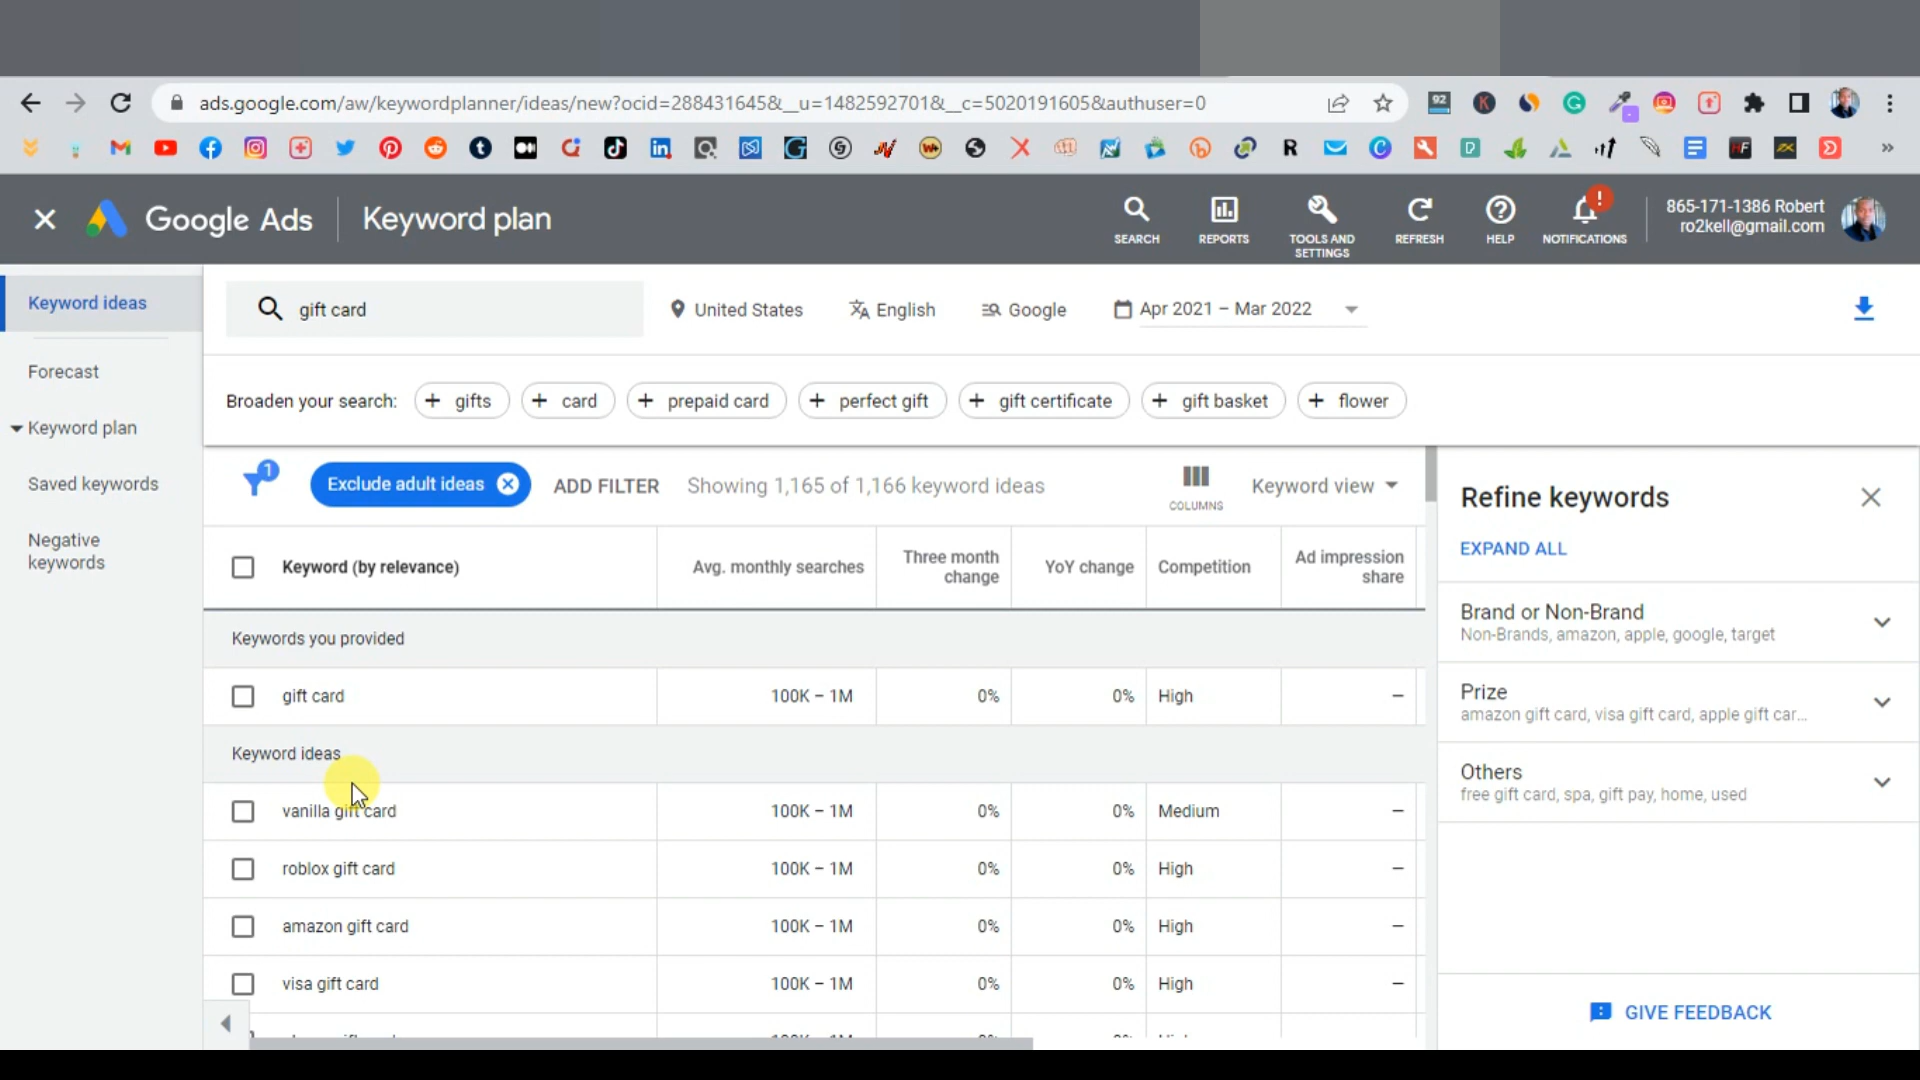 ads.google.com/aw/keywordplanner/ideas/new?ocid=288431645&__u=1482592701&__c=5020191605&authuser=0
92
Google Ads
Keyword plan
SEARCH
REPORTS
TOOLS AND
SETTINGS
REFRESH
HELP
!
NOTIFICATIONS
865-171-1386 Robert
ro2kell@gmail.com
Keyword ideas
Forecast
Keyword plan
Saved keywords
Negative
keywords
gift card
United States
English
Google
Apr 2021 – Mar 2022
Broaden your search:
+ gifts
+ card
+ prepaid card
+ perfect gift
+ gift certificate
+ gift basket
+ flower
1
Exclude adult ideas
ADD FILTER
Showing 1,165 of 1,166 keyword ideas
COLUMNS
Keyword view
Keyword (by relevance)
Avg. monthly searches
Three month
change
YoY change
Competition
Ad impression
share
Keywords you provided
gift card 100K – 1M 0% 0% High –
Keyword ideas
vanilla gift card 100K – 1M 0% 0% Medium –
roblox gift card 100K – 1M 0% 0% High –
amazon gift card 100K – 1M 0% 0% High –
visa gift card 100K – 1M 0% 0% High –
Refine keywords
EXPAND ALL
Brand or Non-Brand
Non-Brands, amazon, apple, google, target
Prize
amazon gift card, visa gift card, apple gift car...
Others
free gift card, spa, gift pay, home, used
GIVE FEEDBACK